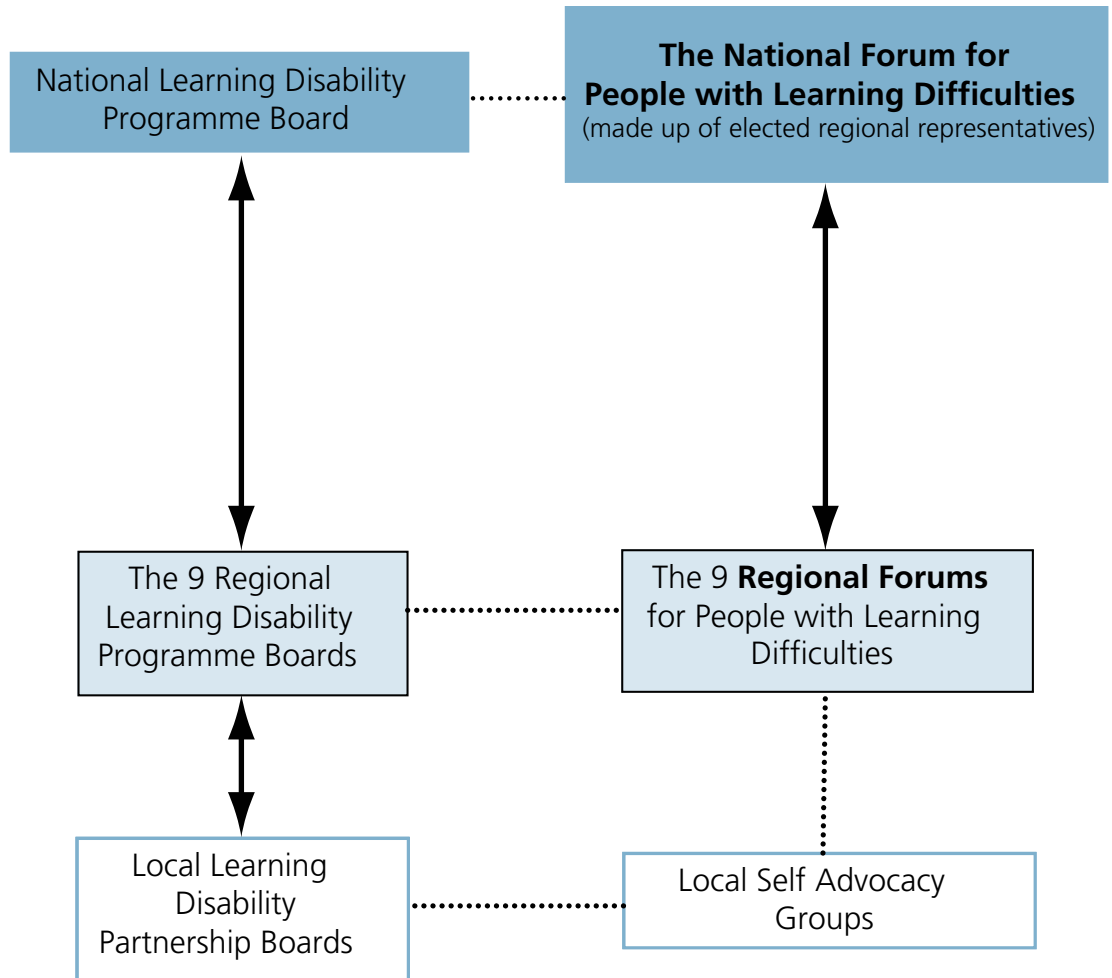 National Learning Disability
Programme Board
The National Forum for
People with Learning Difficulties
(made up of elected regional representatives)
The 9 Regional
Learning Disability
Programme Boards
The 9 Regional Forums
for People with Learning
Difficulties
Local Learning
Disability
Partnership Boards
Local Self Advocacy
Groups